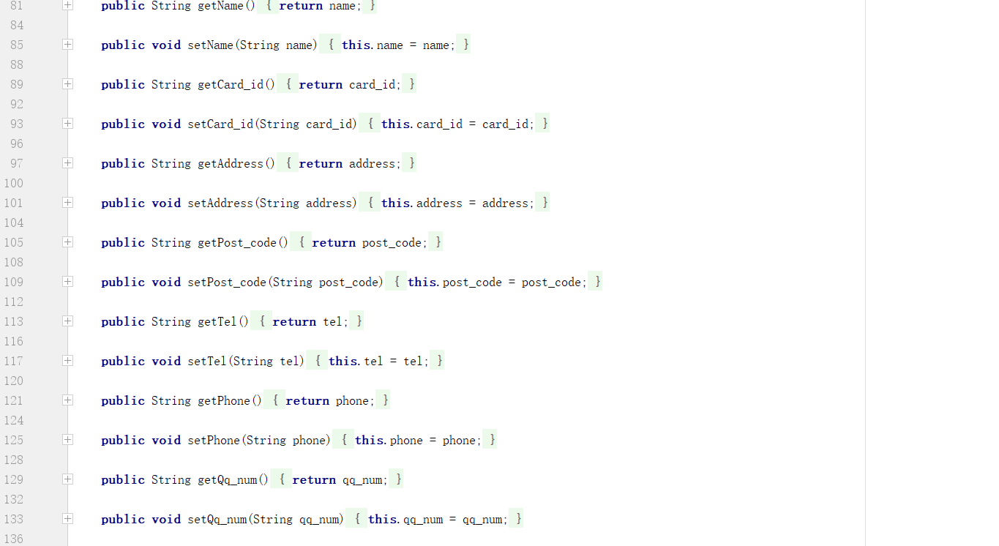 81 public String getName() { return name; }
84
85 public void setName(String name) { this.name = name; }
88
89 public String getCard_id() { return card_id; }
92
93 public void setCard_id(String card_id) { this.card_id = card_id; }
96
97 public String getAddress() { return address; }
100
101 public void setAddress(String address) { this.address = address; }
104
105 public String getPost_code() { return post_code; }
108
109 public void setPost_code(String post_code) { this.post_code = post_code; }
112
113 public String getTel() { return tel; }
116
117 public void setTel(String tel) { this.tel = tel; }
120
121 public String getPhone() { return phone; }
124
125 public void setPhone(String phone) { this.phone = phone; }
128
129 public String getQq_num() { return qq_num; }
132
133 public void setQq_num(String qq_num) { this.qq_num = qq_num; }
136